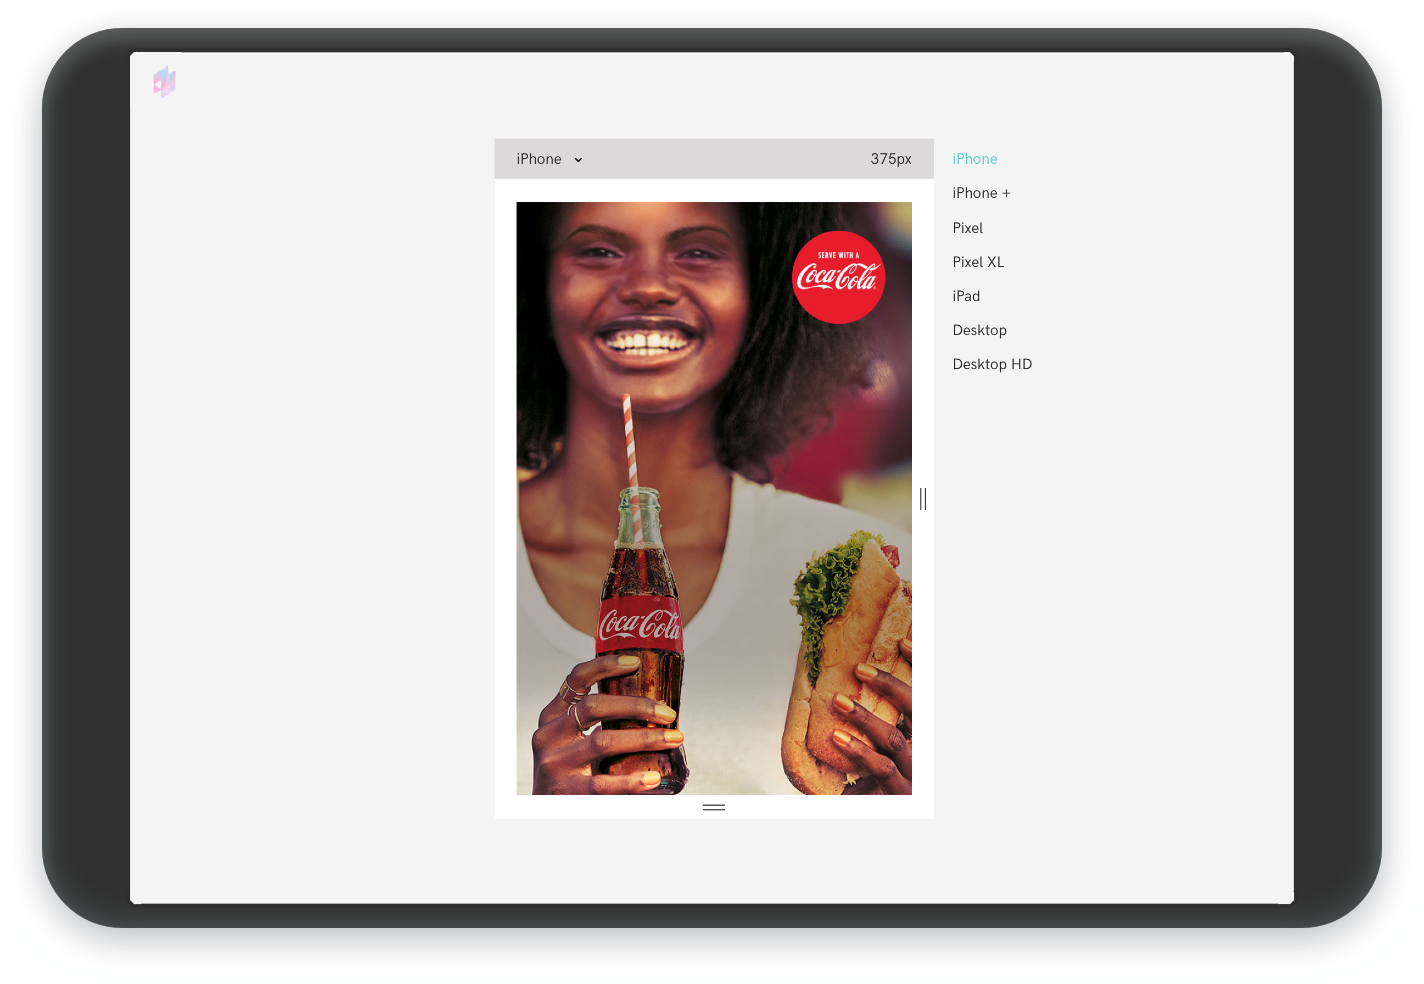 iPhone 375px
SERVE WITH A
Coca-Cola
Coca-Cola
iPhone
iPhone +
Pixel
Pixel XL
iPad
Desktop
Desktop HD